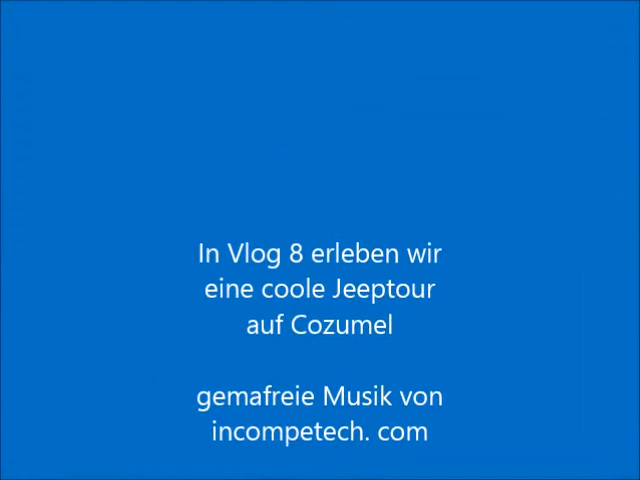 In Vlog 8 erleben wir
eine coole Jeeptour
auf Cozumel
gemafreie Musik von
incompetech. com